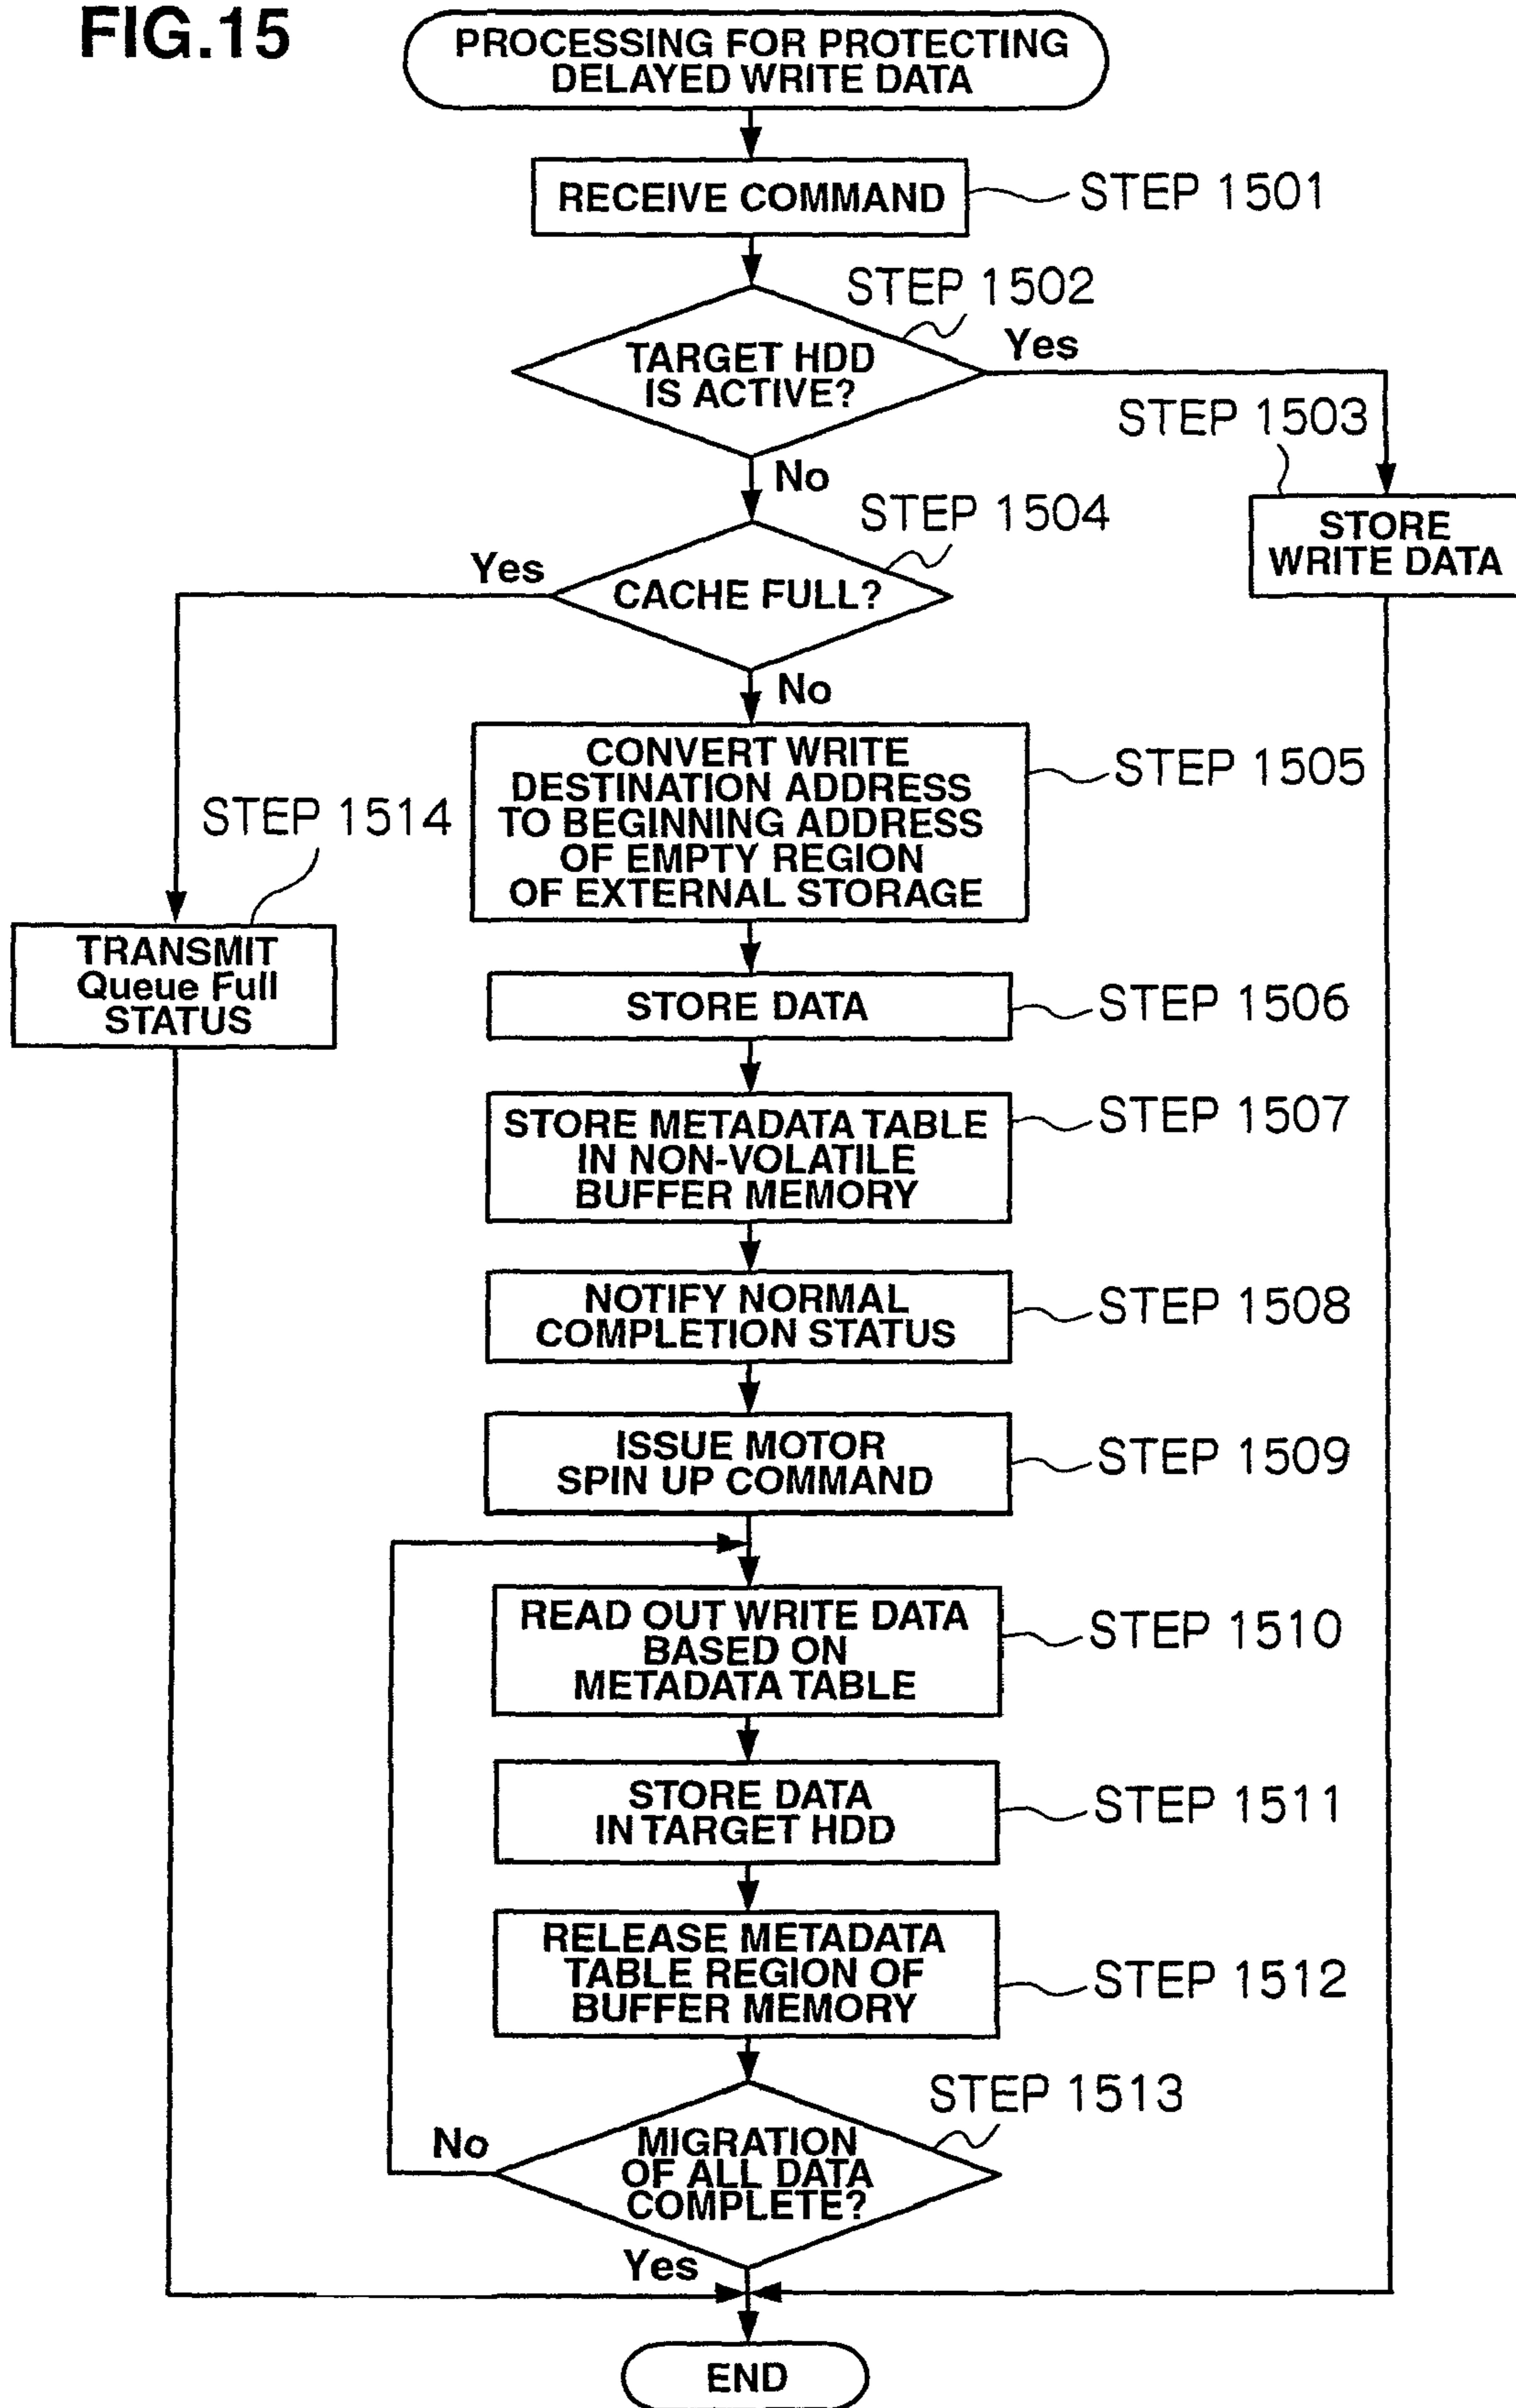 FIG.15
PROCESSING FOR PROTECTING
DELAYED WRITE DATA
RECEIVE COMMAND
STEP 1501
STEP 1502
TARGET HDD
IS ACTIVE?
Yes
No
STEP 1503
STORE
WRITE DATA
STEP 1504
CACHE FULL?
Yes
No
CONVERT WRITE
DESTINATION ADDRESS
TO BEGINNING ADDRESS
OF EMPTY REGION
OF EXTERNAL STORAGE
STEP 1505
STEP 1514
TRANSMIT
Queue Full
STATUS
STORE DATA
STEP 1506
STORE METADATA TABLE
IN NON-VOLATILE
BUFFER MEMORY
STEP 1507
NOTIFY NORMAL
COMPLETION STATUS
STEP 1508
ISSUE MOTOR
SPIN UP COMMAND
STEP 1509
READ OUT WRITE DATA
BASED ON
METADATA TABLE
STEP 1510
STORE DATA
IN TARGET HDD
STEP 1511
RELEASE METADATA
TABLE REGION OF
BUFFER MEMORY
STEP 1512
STEP 1513
MIGRATION
OF ALL DATA
COMPLETE?
No
Yes
END